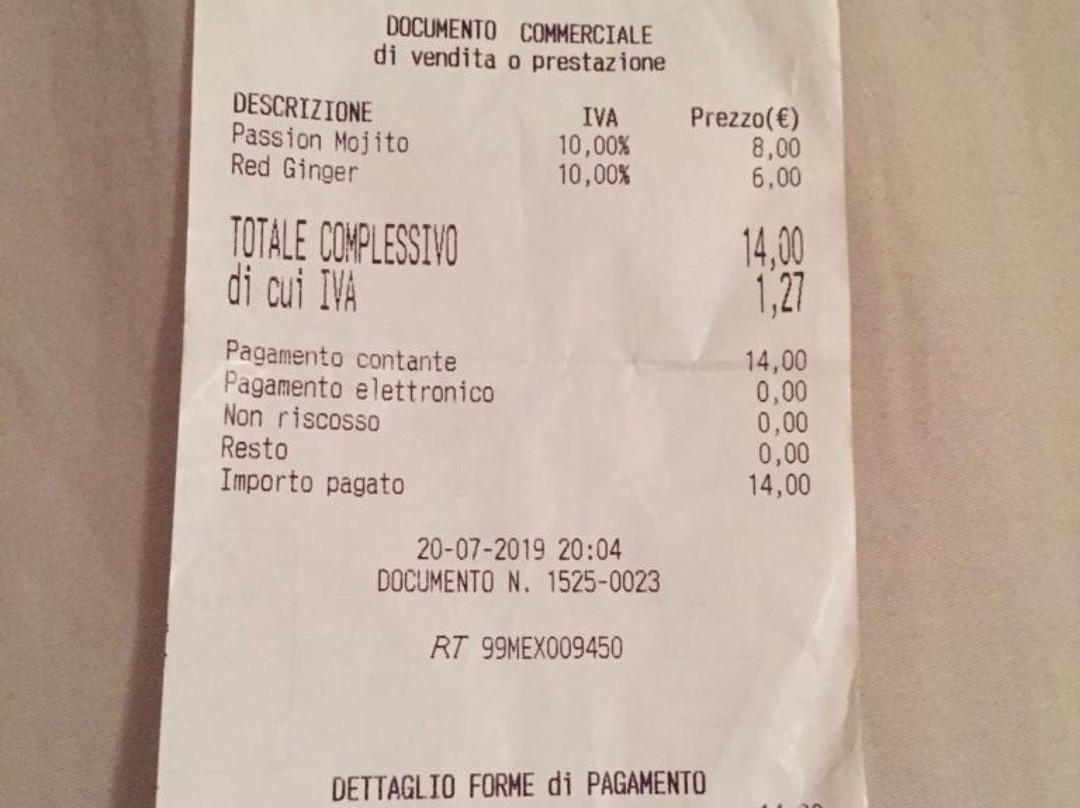 DOCUMENTO COMMERCIALE
di vendita o prestazione
DESCRIZIONE IVA Prezzo(€)
Passion Mojito 10,00% 8,00
Red Ginger 10,00% 6,00
TOTALE COMPLESSIVO 14,00
di cui IVA 1,27
Pagamento contante 14,00
Pagamento elettronico 0,00
Non riscosso 0,00
Resto 0,00
Importo pagato 14,00
20-07-2019 20:04
DOCUMENTO N. 1525-0023
RT 99MEX009450
DETTAGLIO FORME di PAGAMENTO